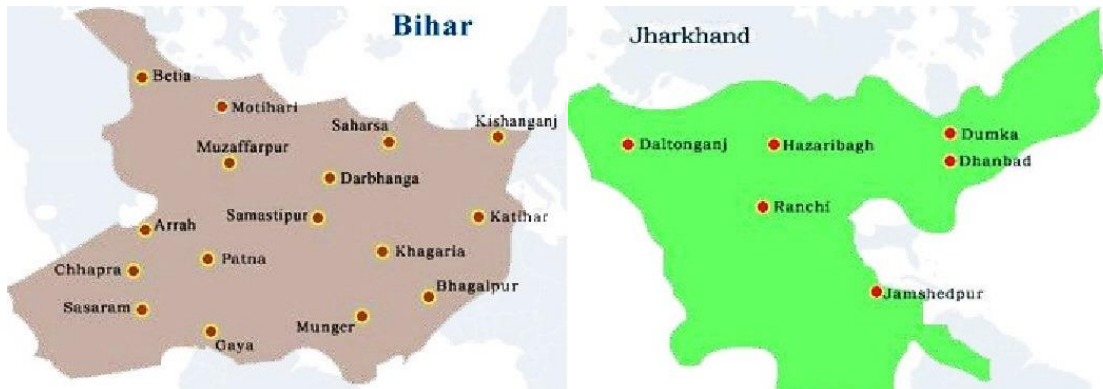 Bihar
Betia
Motihari
Saharsa
Kishanganj
Muzaffarpur
Darbhanga
Samastipur
Katihar
Arrah
Khagaria
Patna
Chhapra
Bhagalpur
Sasaram
Munger
Gaya
Jharkhand
Dumka
Daltonganj
Hazaribagh
Dhanbad
Ranchi
Jamshedpur